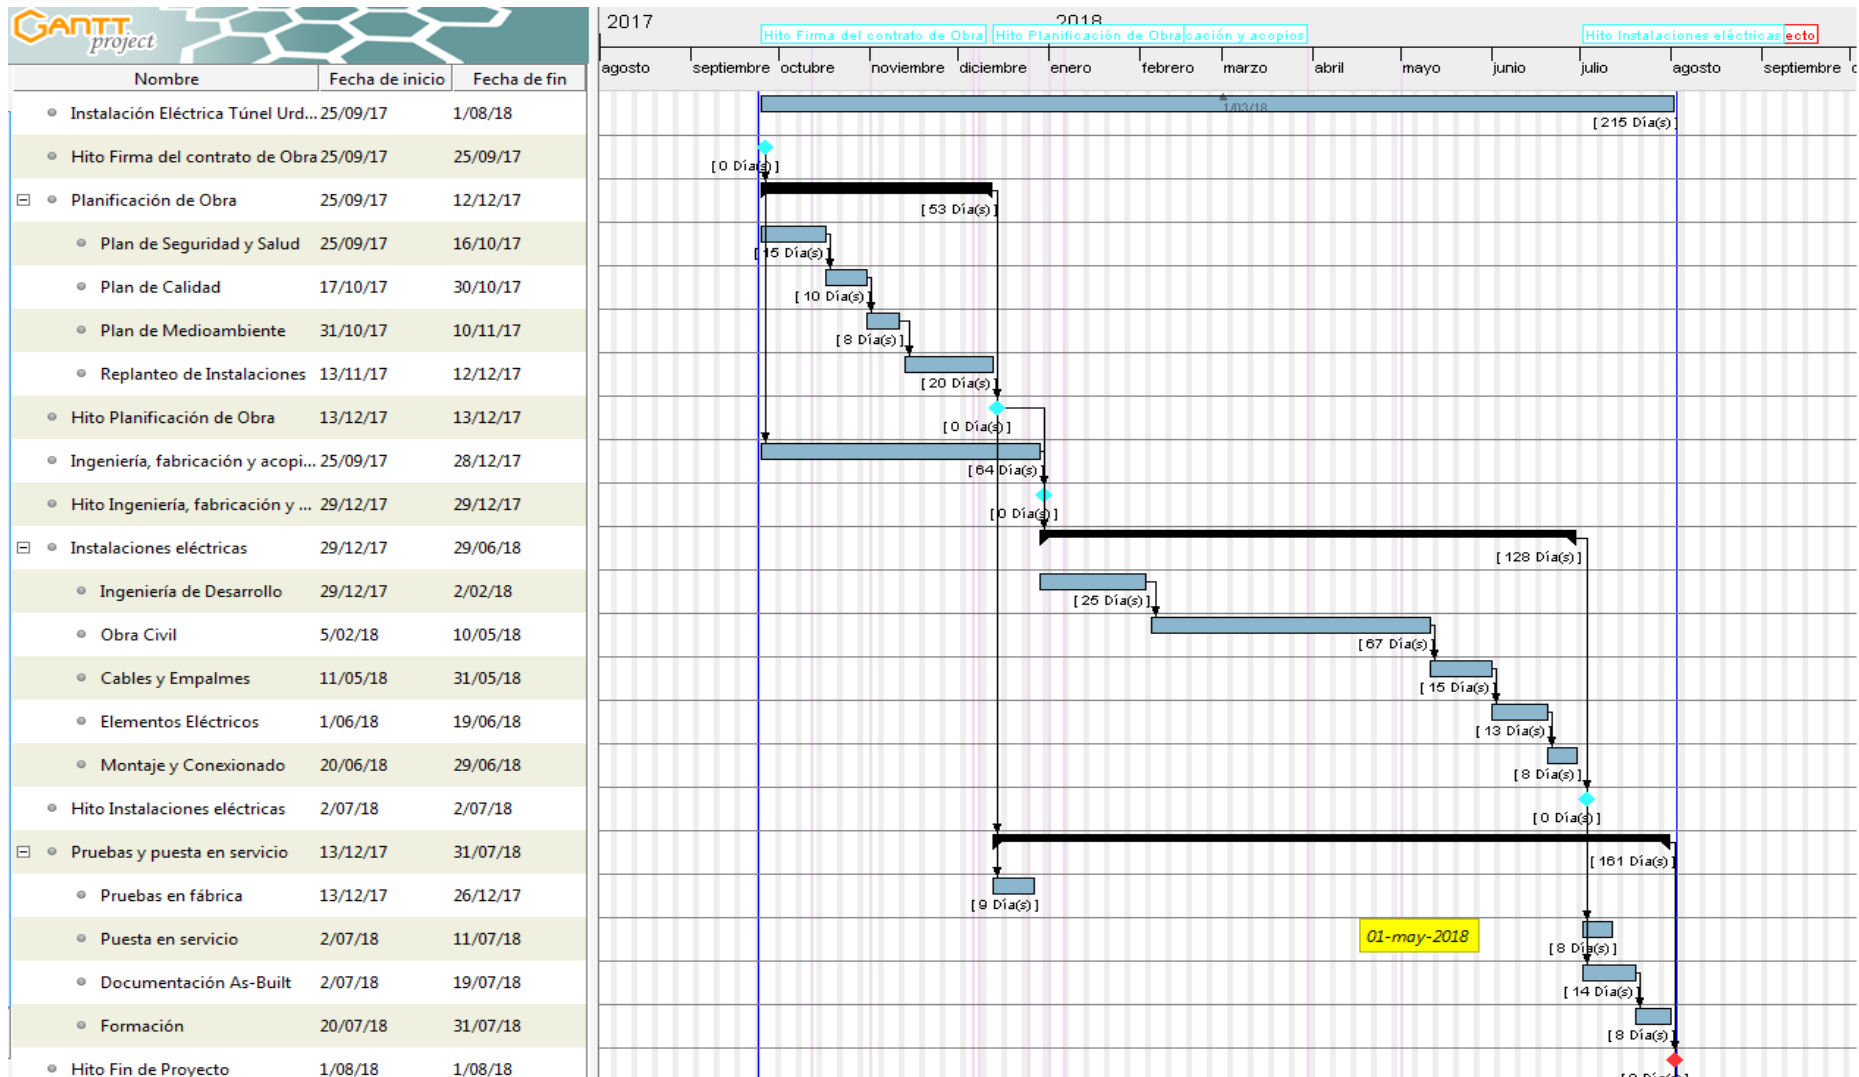 GANTT
project
2017
2018
Hito Firma del contrato de Obra Hito Planificación de Obra cación y acopios Hito Instalaciones eléctricas ecto
Nombre Fecha de inicio Fecha de fin
agosto septiembre octubre noviembre diciembre enero febrero marzo abril mayo junio julio agosto septiembre
Instalación Eléctrica Túnel Urd... 25/09/17 1/08/18
1/03/18
[ 215 Día(s) ]
Hito Firma del contrato de Obra 25/09/17 25/09/17
[ 0 Día(s) ]
Planificación de Obra 25/09/17 12/12/17
[ 53 Día(s) ]
Plan de Seguridad y Salud 25/09/17 16/10/17
[ 15 Día(s) ]
Plan de Calidad 17/10/17 30/10/17
[ 10 Día(s) ]
Plan de Medioambiente 31/10/17 10/11/17
[ 8 Día(s) ]
Replanteo de Instalaciones 13/11/17 12/12/17
[ 20 Día(s) ]
Hito Planificación de Obra 13/12/17 13/12/17
[ 0 Día(s) ]
Ingeniería, fabricación y acopi... 25/09/17 28/12/17
[ 64 Día(s) ]
Hito Ingeniería, fabricación y ... 29/12/17 29/12/17
[ 0 Día(s) ]
Instalaciones eléctricas 29/12/17 29/06/18
[ 128 Día(s) ]
Ingeniería de Desarrollo 29/12/17 2/02/18
[ 25 Día(s) ]
Obra Civil 5/02/18 10/05/18
[ 67 Día(s) ]
Cables y Empalmes 11/05/18 31/05/18
[ 15 Día(s) ]
Elementos Eléctricos 1/06/18 19/06/18
[ 13 Día(s) ]
Montaje y Conexionado 20/06/18 29/06/18
[ 8 Día(s) ]
Hito Instalaciones eléctricas 2/07/18 2/07/18
[ 0 Día(s) ]
Pruebas y puesta en servicio 13/12/17 31/07/18
[ 161 Día(s) ]
Pruebas en fábrica 13/12/17 26/12/17
[ 9 Día(s) ]
Puesta en servicio 2/07/18 11/07/18
01-may-2018
[ 8 Día(s) ]
Documentación As-Built 2/07/18 19/07/18
[ 14 Día(s) ]
Formación 20/07/18 31/07/18
[ 8 Día(s) ]
Hito Fin de Proyecto 1/08/18 1/08/18